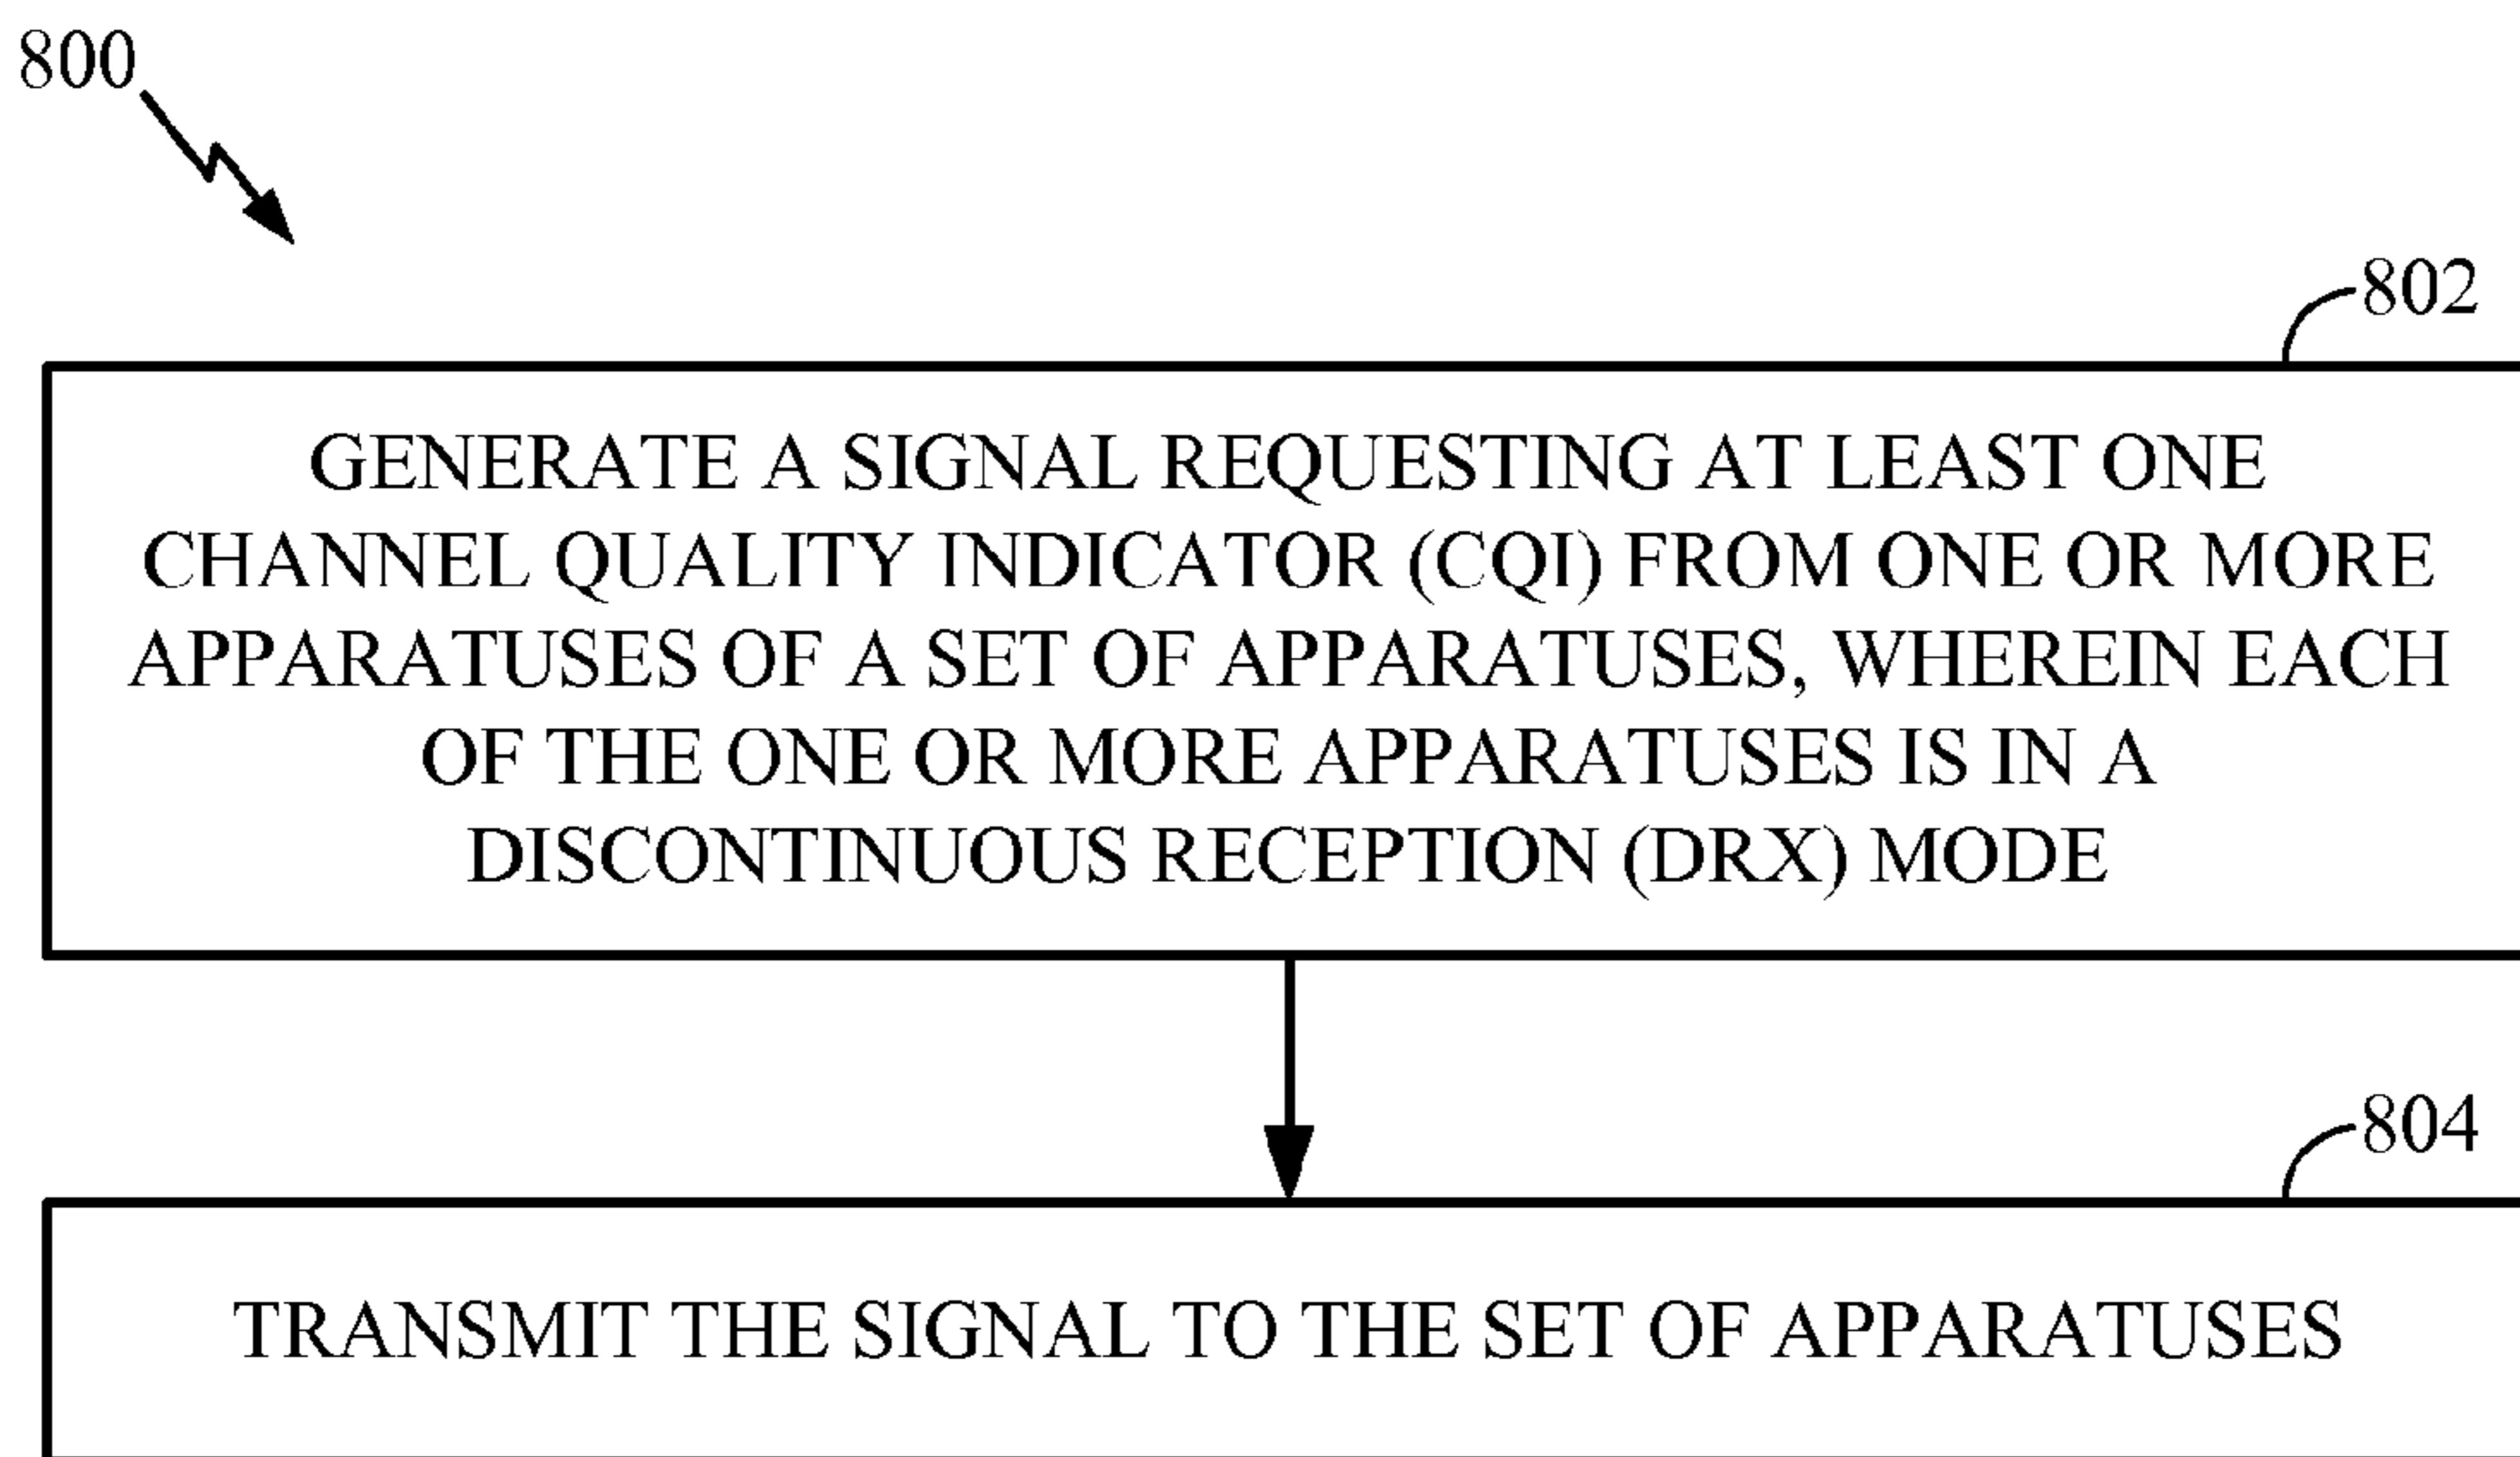 800
802
GENERATE A SIGNAL REQUESTING AT LEAST ONE
CHANNEL QUALITY INDICATOR (CQI) FROM ONE OR MORE
APPARATUSES OF A SET OF APPARATUSES, WHEREIN EACH
OF THE ONE OR MORE APPARATUSES IS IN A
DISCONTINUOUS RECEPTION (DRX) MODE
804
TRANSMIT THE SIGNAL TO THE SET OF APPARATUSES